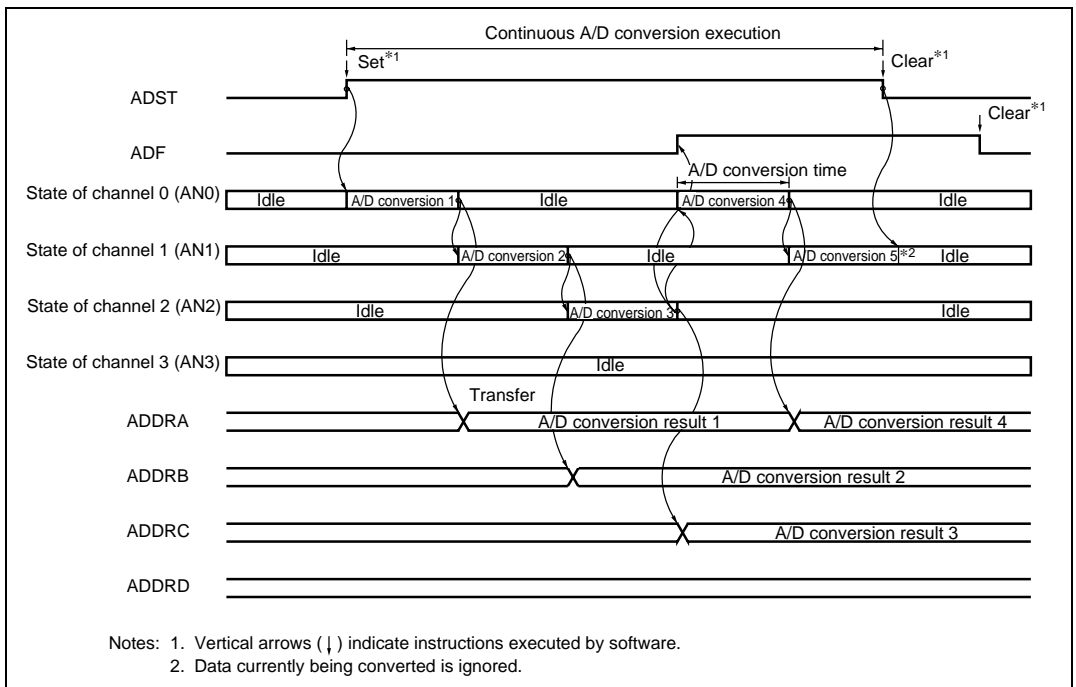 Continuous A/D conversion execution
Set*1
Clear*1
ADST
Clear*1
ADF
A/D conversion time
State of channel 0 (AN0)
Idle
A/D conversion 1
Idle
A/D conversion 4
Idle
State of channel 1 (AN1)
Idle
A/D conversion 2
Idle
A/D conversion 5*2
Idle
State of channel 2 (AN2)
Idle
A/D conversion 3
Idle
State of channel 3 (AN3)
Idle
Transfer
ADDRA
A/D conversion result 1
A/D conversion result 4
ADDRB
A/D conversion result 2
ADDRC
A/D conversion result 3
ADDRD
Notes: 1. Vertical arrows (↓) indicate instructions executed by software.
2. Data currently being converted is ignored.